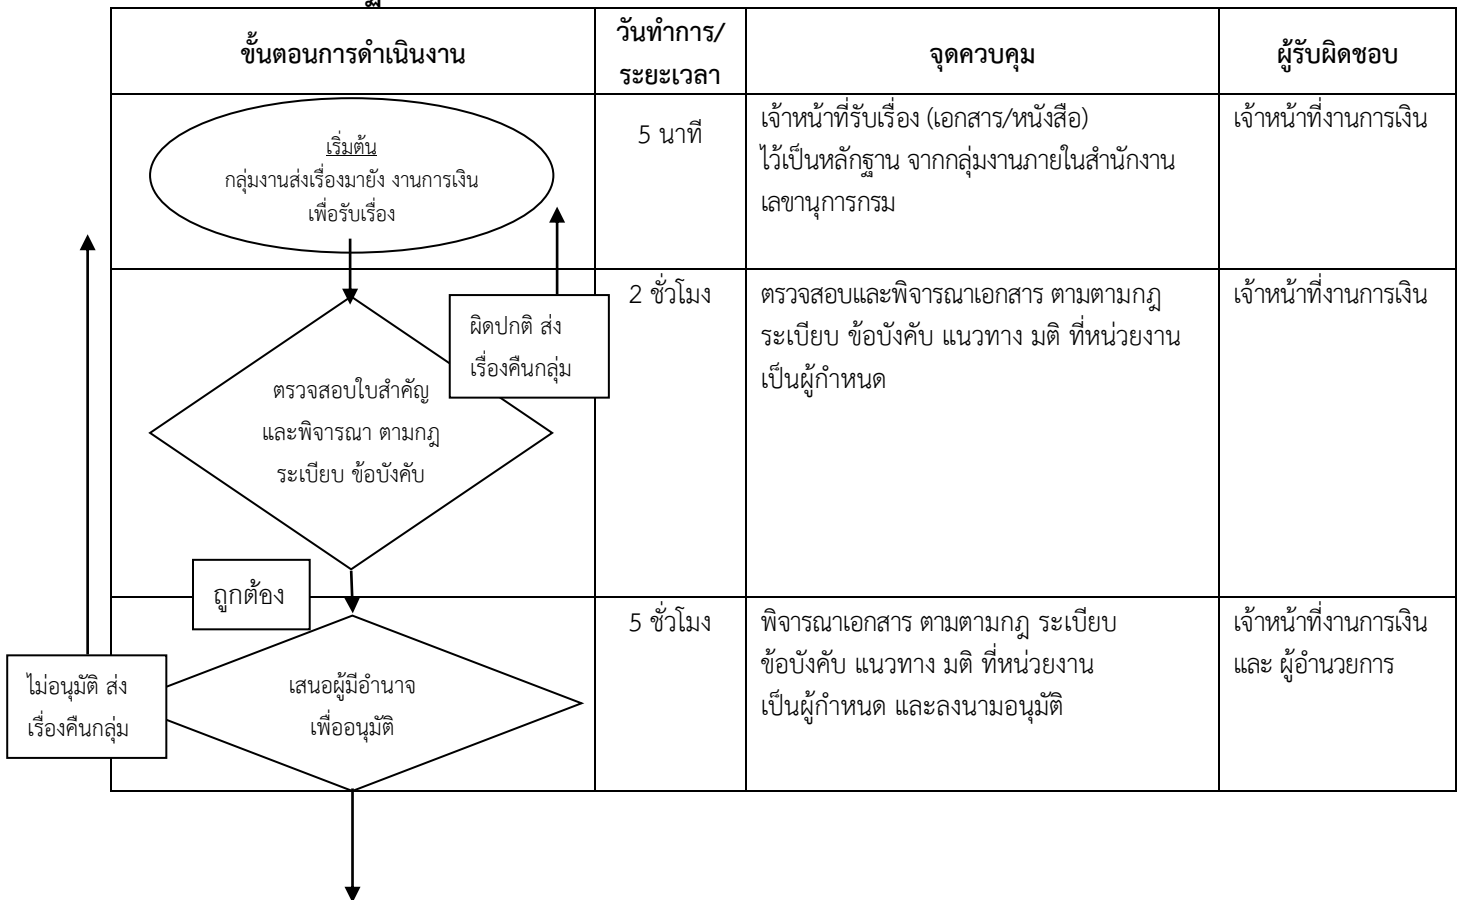 ขั้นตอนการดำเนินงาน
วันทำการ/
ระยะเวลา
จุดควบคุม
ผู้รับผิดชอบ
เริ่มต้น
กลุ่มงานส่งเรื่องมายัง งานการเงิน
เพื่อรับเรื่อง
5 นาที
เจ้าหน้าที่รับเรื่อง (เอกสาร/หนังสือ)
ไว้เป็นหลักฐาน จากกลุ่มงานภายในสำนักงาน
เลขานุการกรม
เจ้าหน้าที่งานการเงิน
ผิดปกติ ส่ง
เรื่องคืนกลุ่ม
ตรวจสอบใบสำคัญ
และพิจารณา ตามกฎ
ระเบียบ ข้อบังคับ
2 ชั่วโมง
ตรวจสอบและพิจารณาเอกสาร ตามตามกฎ
ระเบียบ ข้อบังคับ แนวทาง มติ ที่หน่วยงาน
เป็นผู้กำหนด
เจ้าหน้าที่งานการเงิน
ถูกต้อง
ไม่อนุมัติ ส่ง
เรื่องคืนกลุ่ม
เสนอผู้มีอำนาจ
เพื่ออนุมัติ
5 ชั่วโมง
พิจารณาเอกสาร ตามตามกฎ ระเบียบ
ข้อบังคับ แนวทาง มติ ที่หน่วยงาน
เป็นผู้กำหนด และลงนามอนุมัติ
เจ้าหน้าที่งานการเงิน
และ ผู้อำนวยการ